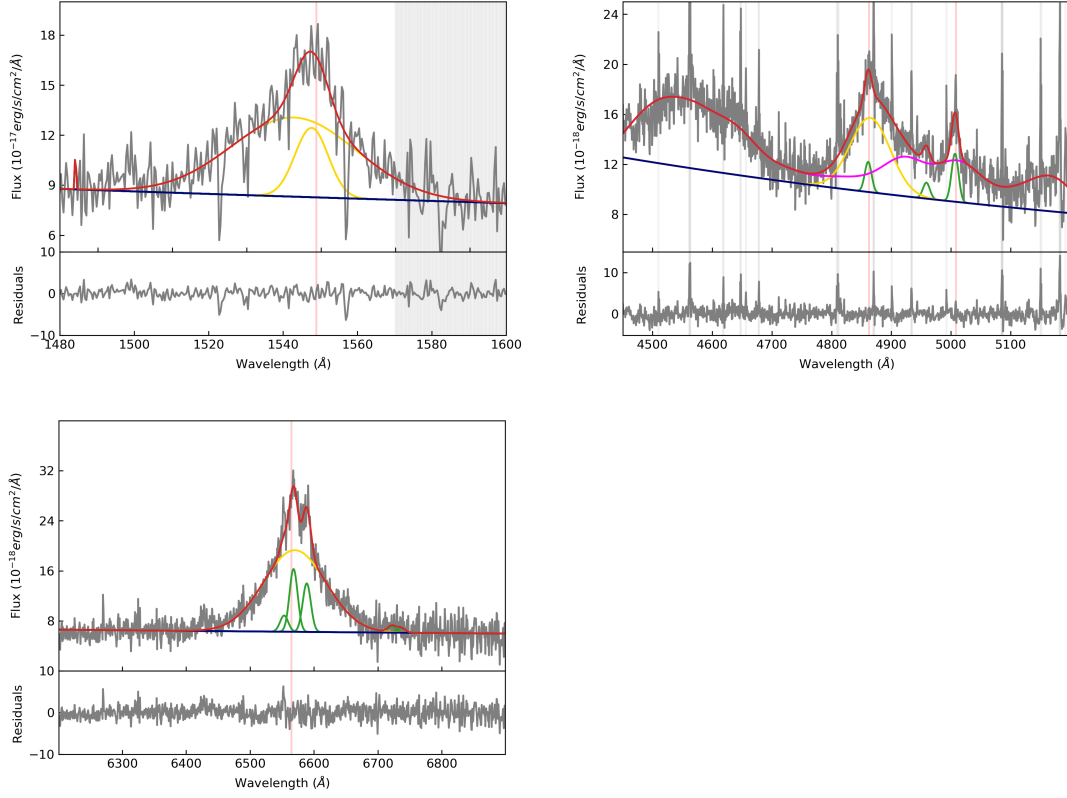 Flux (10⁻¹⁷erg/s/cm²/Å)
18
15
12
9
6
10
0
−10
Residuals
1480 1500 1520 1540 1560 1580 1600
Wavelength (Å)
Flux (10⁻¹⁸erg/s/cm²/Å)
24
20
16
12
8
10
0
Residuals
4500 4600 4700 4800 4900 5000 5100
Wavelength (Å)
Flux (10⁻¹⁸erg/s/cm²/Å)
32
24
16
8
10
0
−10
Residuals
6300 6400 6500 6600 6700 6800
Wavelength (Å)